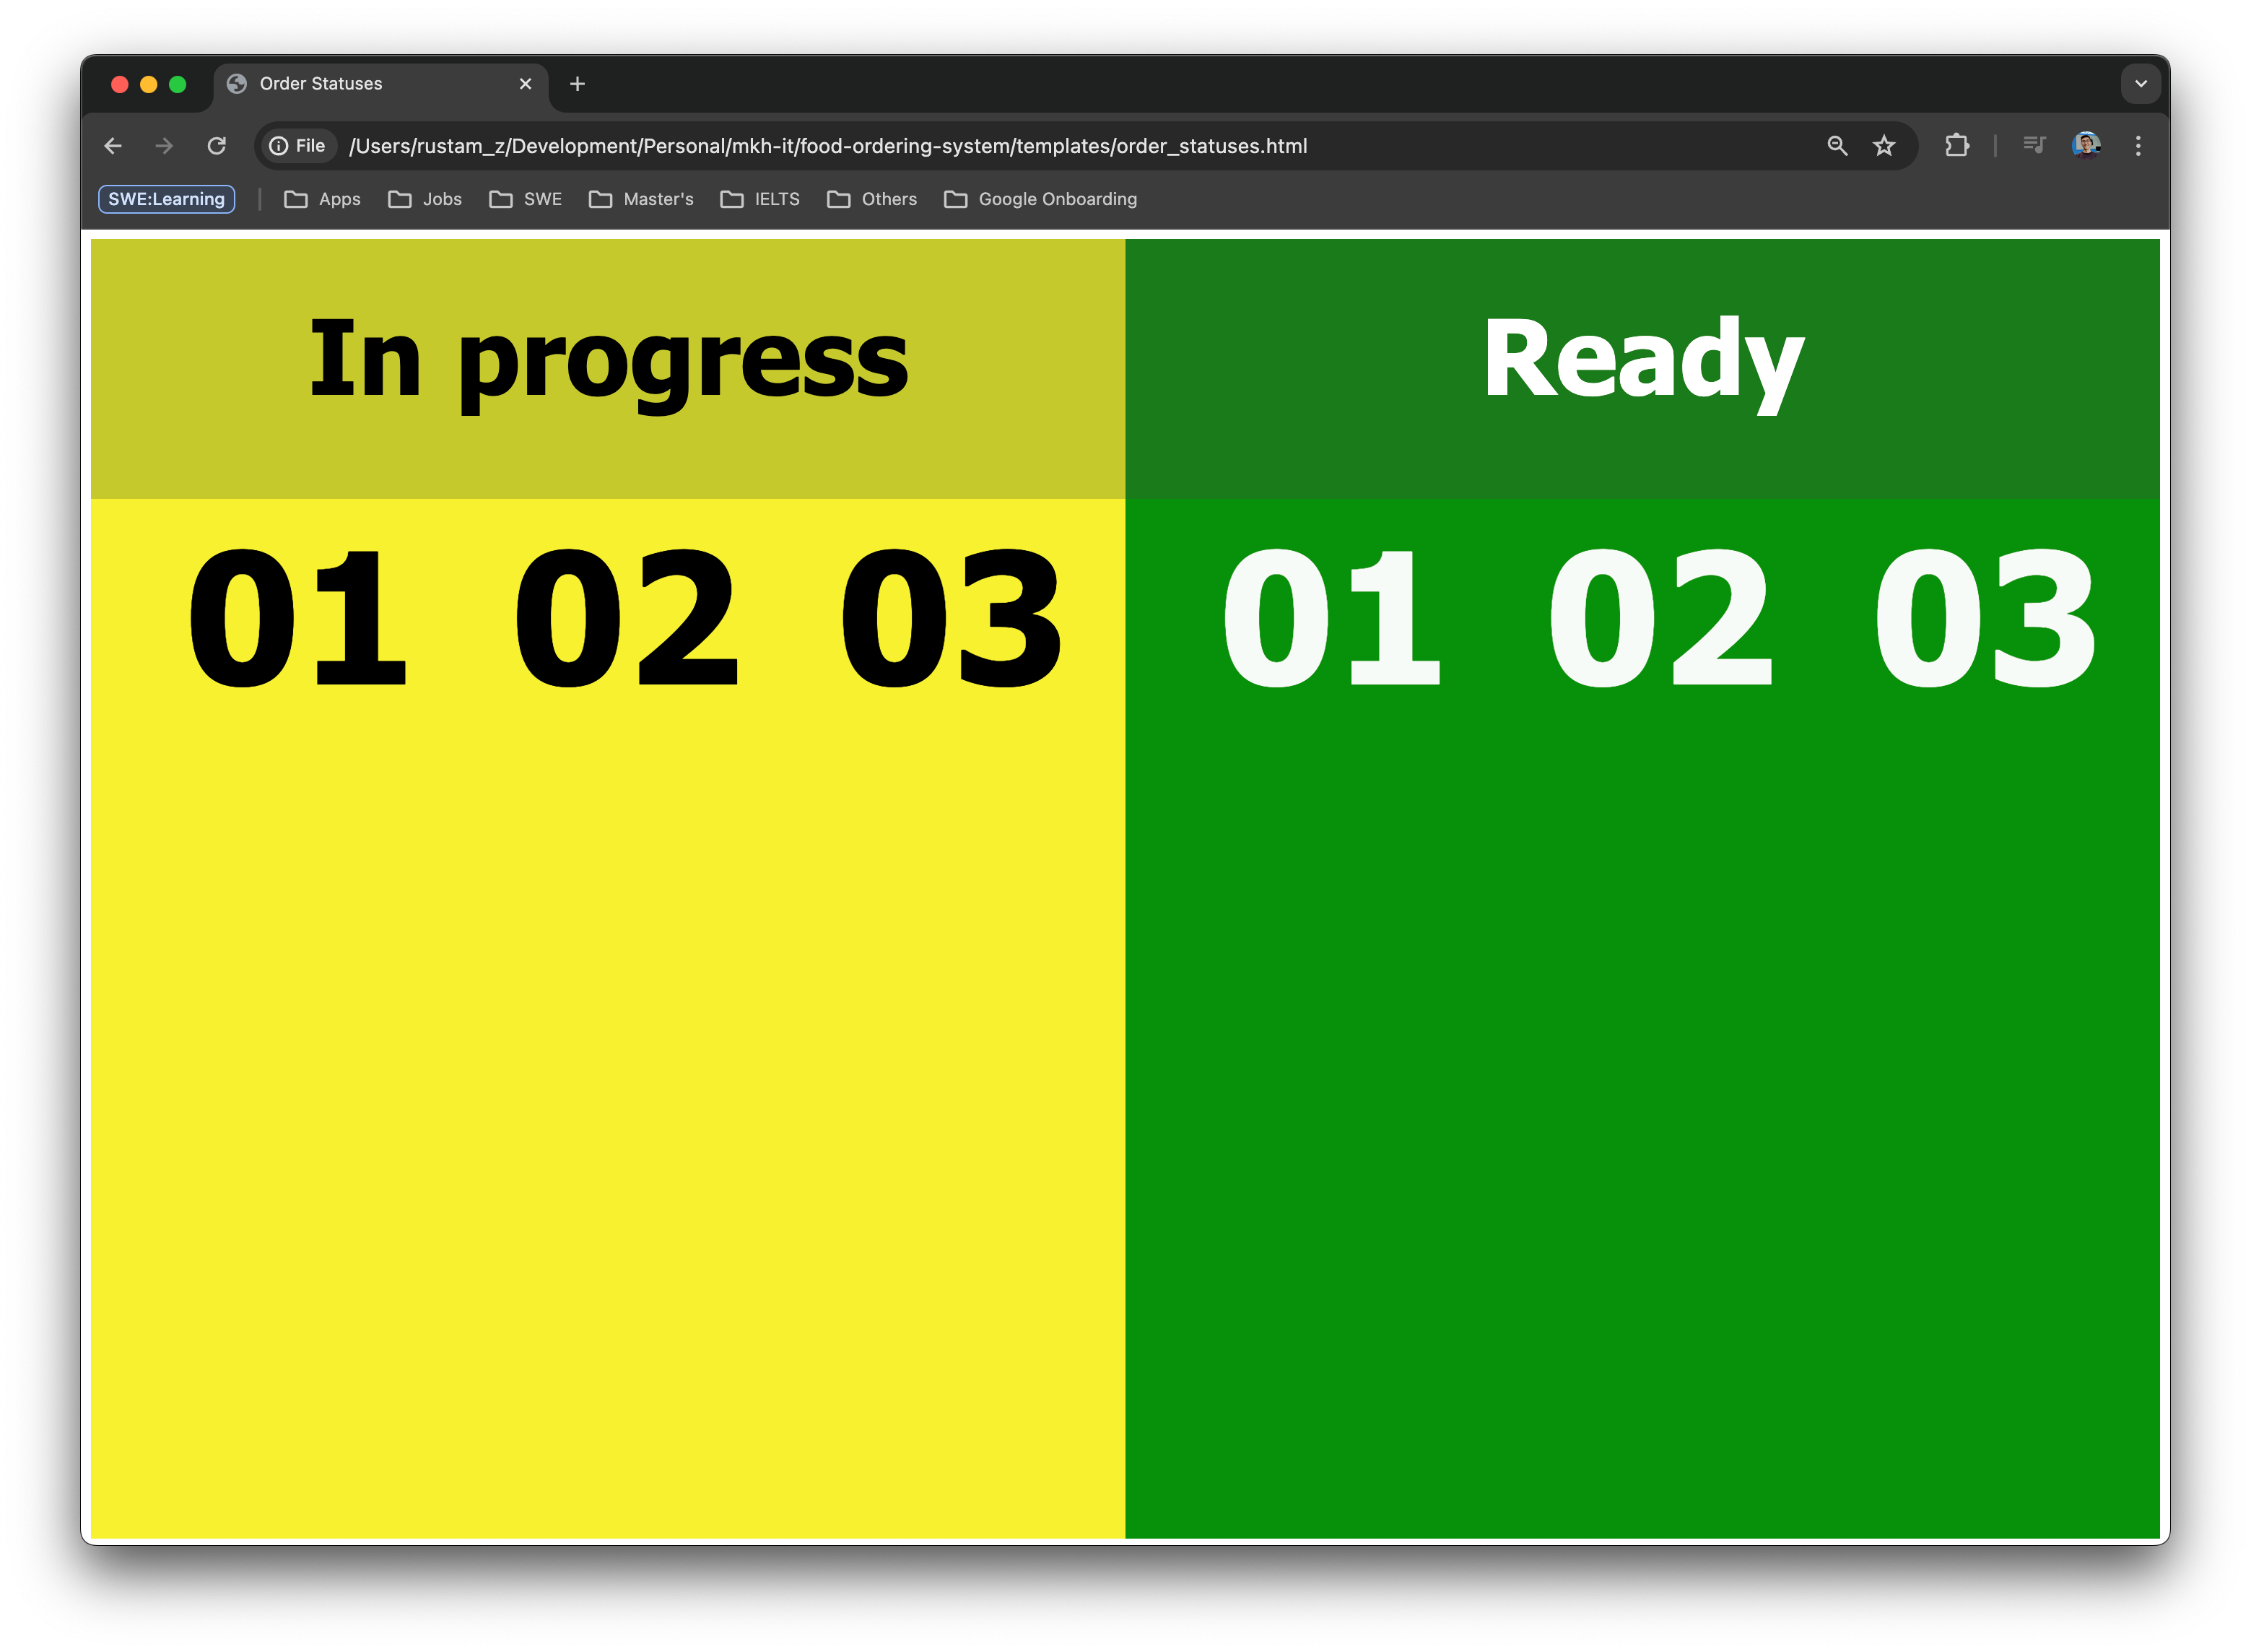 Order Statuses
File /Users/rustam_z/Development/Personal/mkh-it/food-ordering-system/templates/order_statuses.html
SWE:Learning Apps Jobs SWE Master's IELTS Others Google Onboarding
In progress
01 02 03
Ready
01 02 03